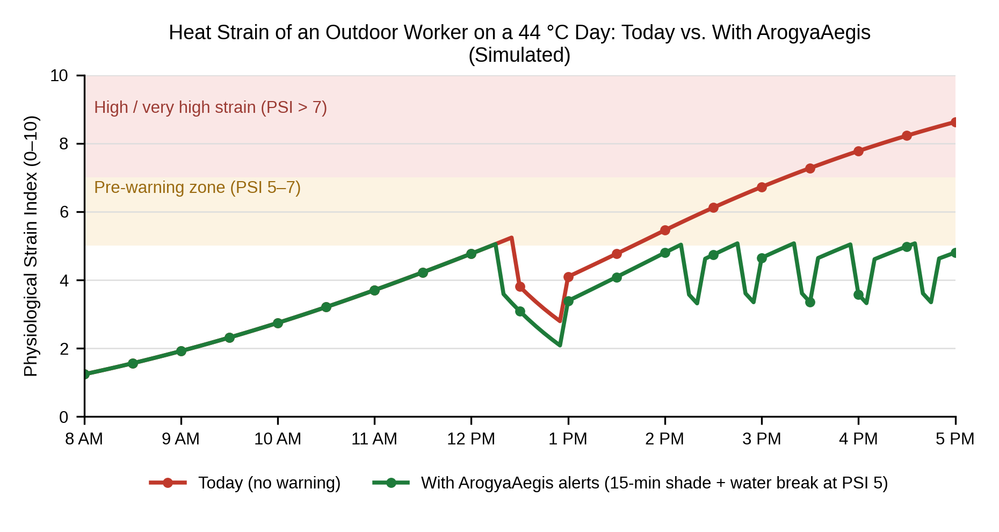 Heat Strain of an Outdoor Worker on a 44 °C Day: Today vs. With ArogyaAegis
(Simulated)
Physiological Strain Index (0–10)
10
8
6
4
2
0
High / very high strain (PSI > 7)
Pre-warning zone (PSI 5–7)
8 AM 9 AM 10 AM 11 AM 12 PM 1 PM 2 PM 3 PM 4 PM 5 PM
Today (no warning) With ArogyaAegis alerts (15-min shade + water break at PSI 5)